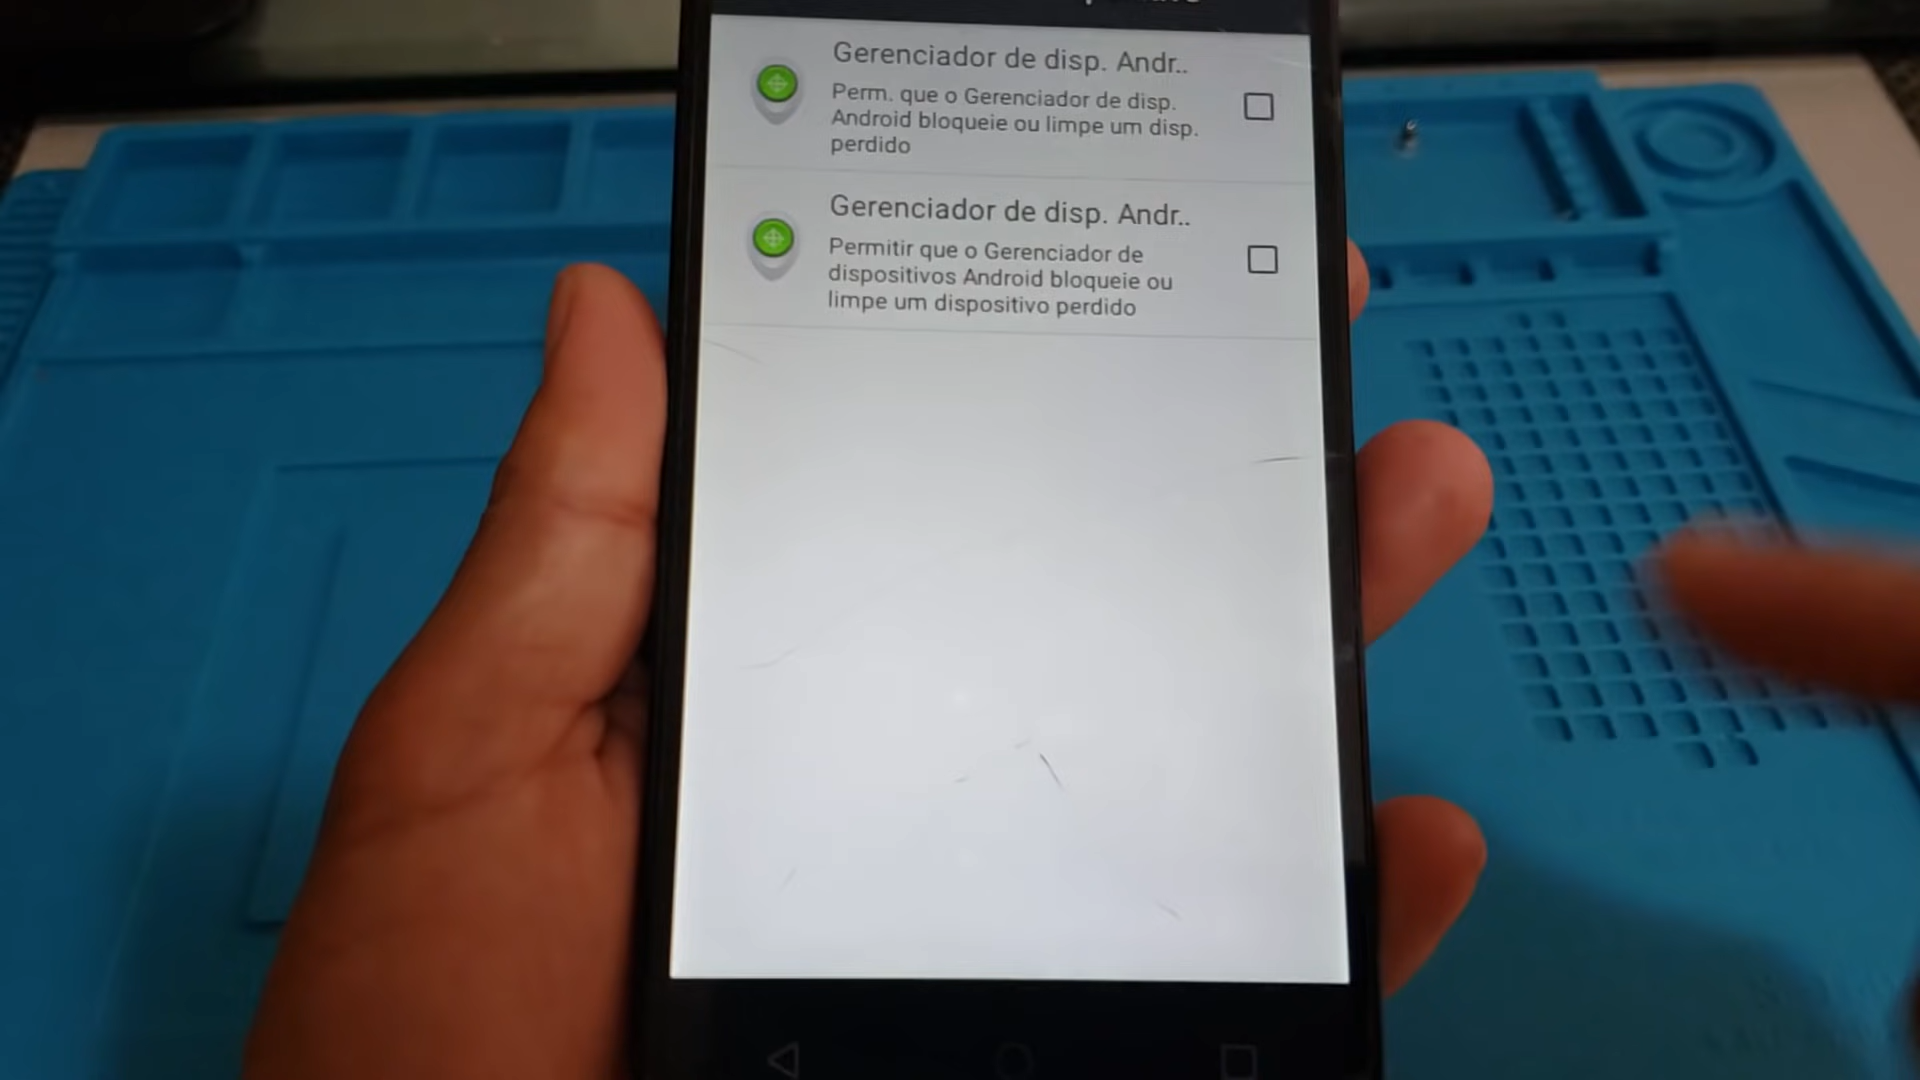 Gerenciador de disp. Andr..
Perm. que o Gerenciador de disp.
Android bloqueie ou limpe um disp.
perdido
Gerenciador de disp. Andr..
Permitir que o Gerenciador de
dispositivos Android bloqueie ou
limpe um dispositivo perdido